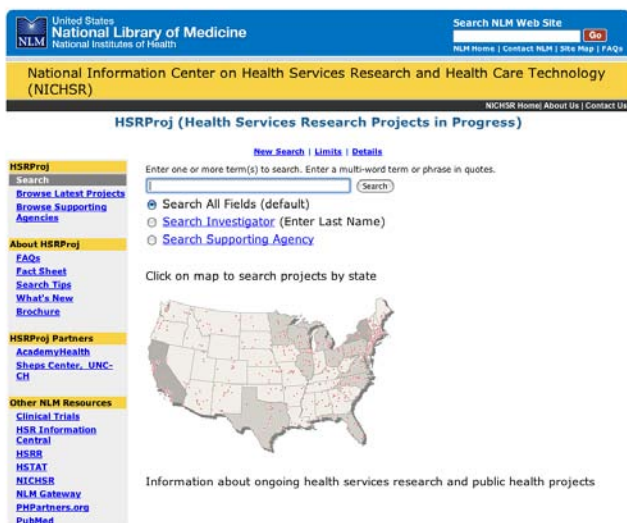 United States
National Library of Medicine
National Institutes of Health
NLM
Search NLM Web Site
Go
NLM Home | Contact NLM | Site Map | FAQs
National Information Center on Health Services Research and Health Care Technology
(NICHSR)
NICHSR Home| About Us | Contact Us
HSRProj (Health Services Research Projects in Progress)
New Search | Limits | Details
HSRProj
Search
Browse Latest Projects
Browse Supporting
Agencies
About HSRProj
FAQs
Fact Sheet
Search Tips
What's New
Brochure
HSRProj Partners
AcademyHealth
Sheps Center, UNC-
CH
Other NLM Resources
Clinical Trials
HSR Information
Central
HSRR
HSTAT
NICHSR
NLM Gateway
PHPartners.org
PubMed
Enter one or more term(s) to search. Enter a multi-word term or phrase in quotes.
Search
Search All Fields (default)
Search Investigator (Enter Last Name)
Search Supporting Agency
Click on map to search projects by state
Information about ongoing health services research and public health projects